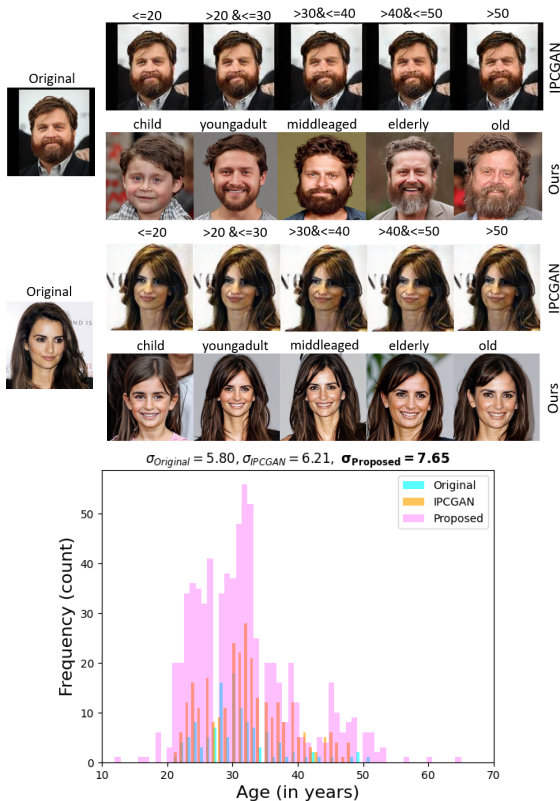 <=20 >20 &<=30 >30&<=40 >40&<=50 >50
IPCGAN
Original
child youngadult middleaged elderly old
Ours
<=20 >20 &<=30 >30&<=40 >40&<=50 >50
IPCGAN
Original
ND IS
child youngadult middleaged elderly old
Ours
σOriginal = 5.80, σIPCGAN = 6.21, σProposed = 7.65
Original
IPCGAN
Proposed
Frequency (count)
50
40
30
20
10
0
10 20 30 40 50 60 70
Age (in years)